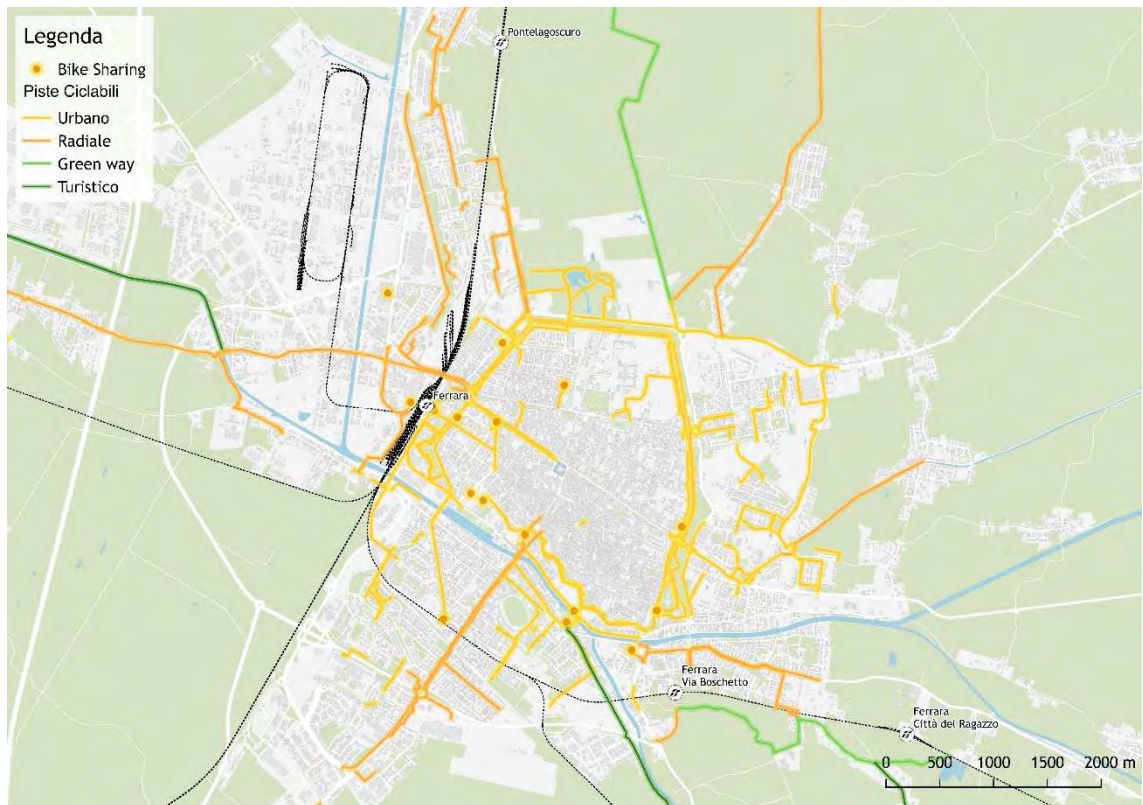 Legenda
Bike Sharing
Piste Ciclabili
Urbano
Radiale
Green way
Turistico
Pontelagoscuro
Ferrara
Ferrara
Via Boschetto
Ferrara
Città del Ragazzo
0 500 1000 1500 2000 m